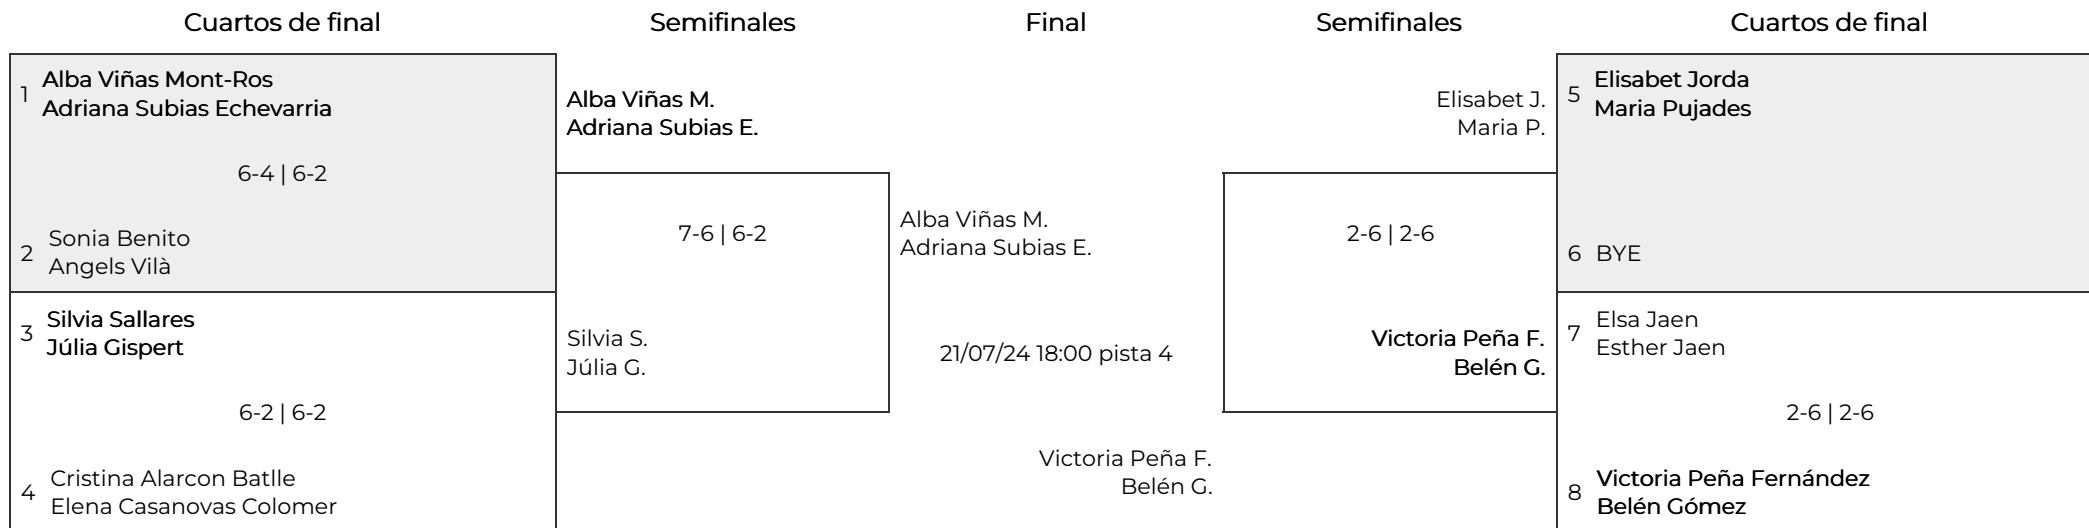 Cuartos de final
Semifinales
Final
Semifinales
Cuartos de final
1
Alba Viñas Mont-Ros
Adriana Subias Echevarria
6-4 | 6-2
2
Sonia Benito
Angels Vilà
3
Silvia Sallares
Júlia Gispert
6-2 | 6-2
4
Cristina Alarcon Batlle
Elena Casanovas Colomer
Alba Viñas M.
Adriana Subias E.
7-6 | 6-2
Silvia S.
Júlia G.
Alba Viñas M.
Adriana Subias E.
21/07/24 18:00 pista 4
Victoria Peña F.
Belén G.
Elisabet J.
Maria P.
2-6 | 2-6
Victoria Peña F.
Belén G.
5
Elisabet Jorda
Maria Pujades
6 BYE
7
Elsa Jaen
Esther Jaen
2-6 | 2-6
8
Victoria Peña Fernández
Belén Gómez